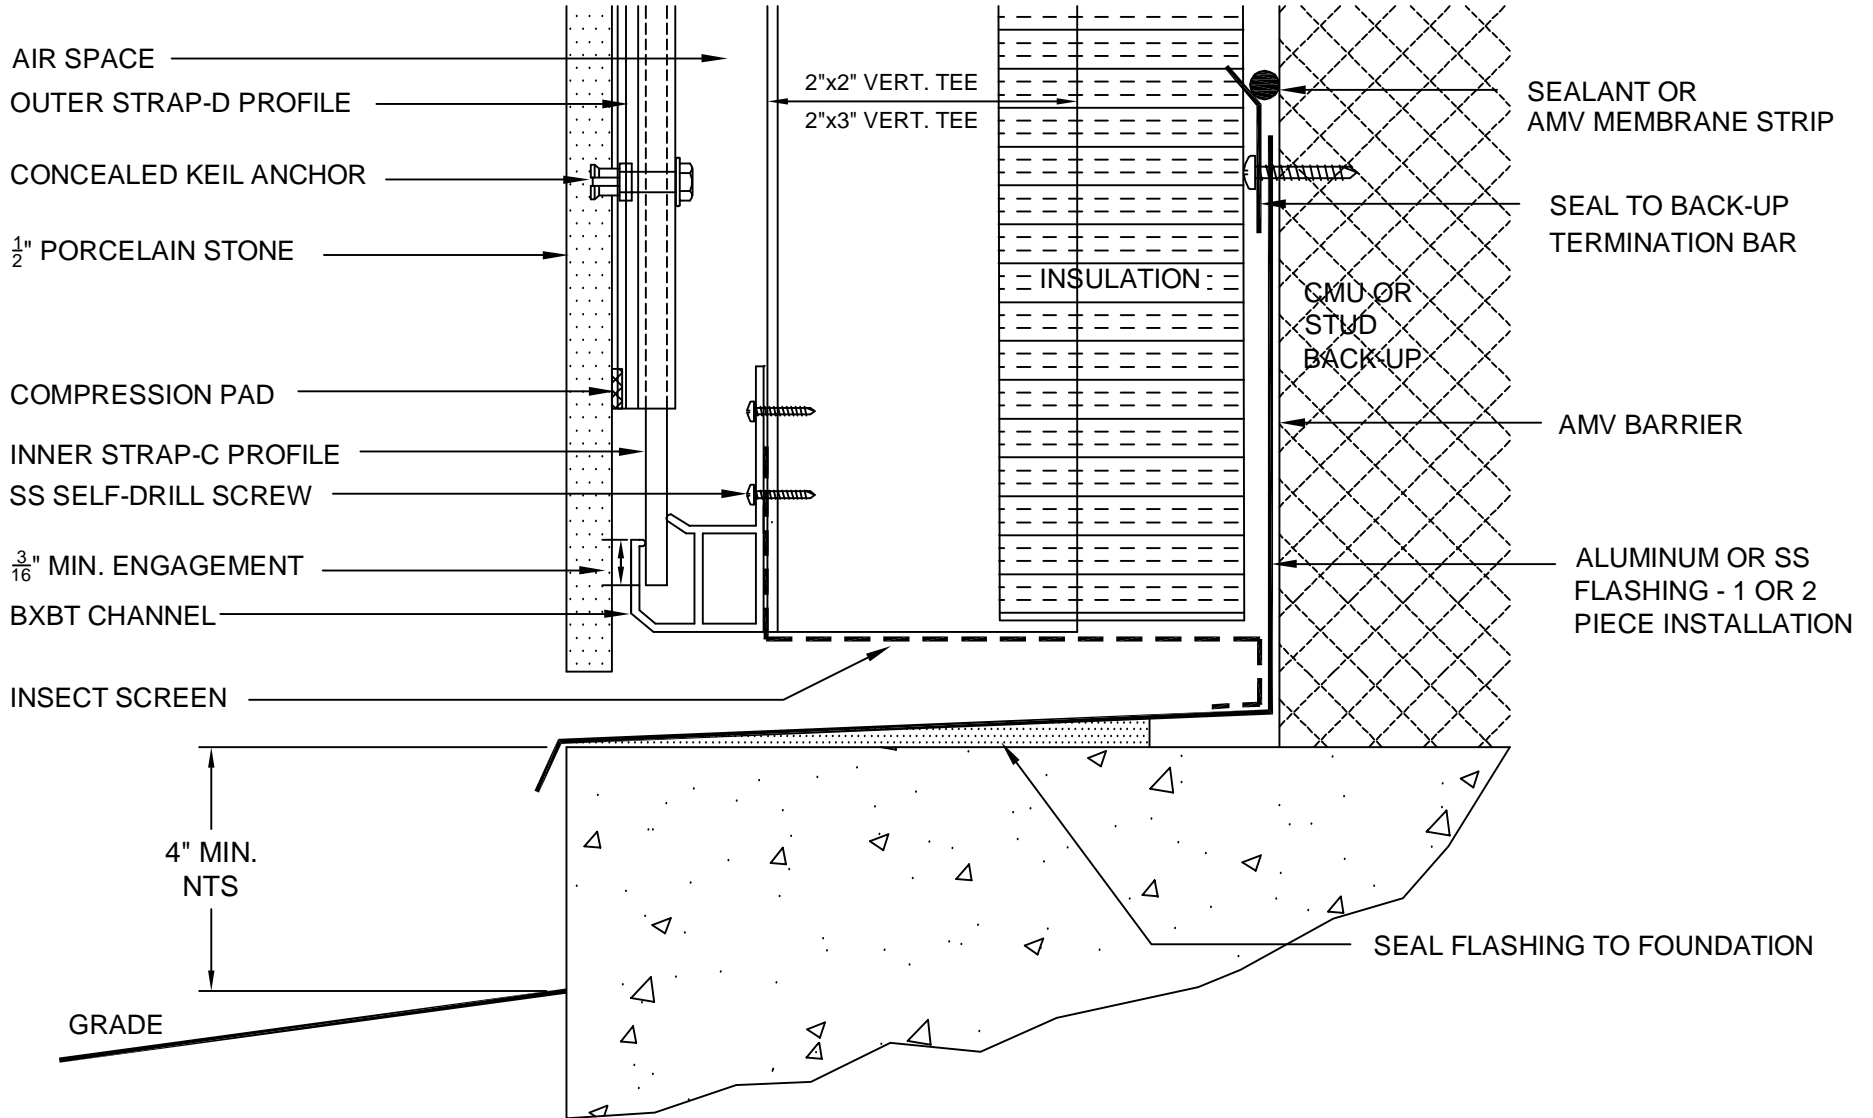 AIR SPACE
OUTER STRAP-D PROFILE
CONCEALED KEIL ANCHOR
1/2" PORCELAIN STONE
COMPRESSION PAD
INNER STRAP-C PROFILE
SS SELF-DRILL SCREW
3/16" MIN. ENGAGEMENT
BXBT CHANNEL
INSECT SCREEN
4" MIN.
NTS
GRADE
2"x2" VERT. TEE
2"x3" VERT. TEE
INSULATION
CMU OR
STUD
BACK-UP
SEALANT OR
AMV MEMBRANE STRIP
SEAL TO BACK-UP
TERMINATION BAR
AMV BARRIER
ALUMINUM OR SS
FLASHING - 1 OR 2
PIECE INSTALLATION
SEAL FLASHING TO FOUNDATION